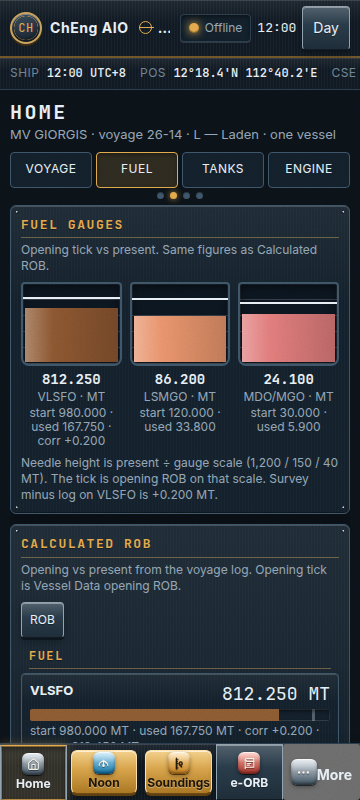 CH ChEng AIO ... Offline 12:00 Day
SHIP 12:00 UTC+8 POS 12°18.4'N 112°40.2'E CSE
HOME
MV GIORGIS · voyage 26-14 · L — Laden · one vessel
VOYAGE FUEL TANKS ENGINE
FUEL GAUGES
Opening tick vs present. Same figures as Calculated
ROB.
812.250 86.200 24.100
VLSFO · MT LSMGO · MT MDO/MGO · MT
start 980.000 · start 120.000 · start 30.000 ·
used 167.750 · used 33.800 used 5.900
corr +0.200
Needle height is present ÷ gauge scale (1,200 / 150 / 40
MT). The tick is opening ROB on that scale. Survey
minus log on VLSFO is +0.200 MT.
CALCULATED ROB
Opening vs present from the voyage log. Opening tick
is Vessel Data opening ROB.
ROB
FUEL
VLSFO 812.250 MT
start 980.000 MT · used 167.750 MT · corr +0.200 ·
Home Noon Soundings e-ORB ... More